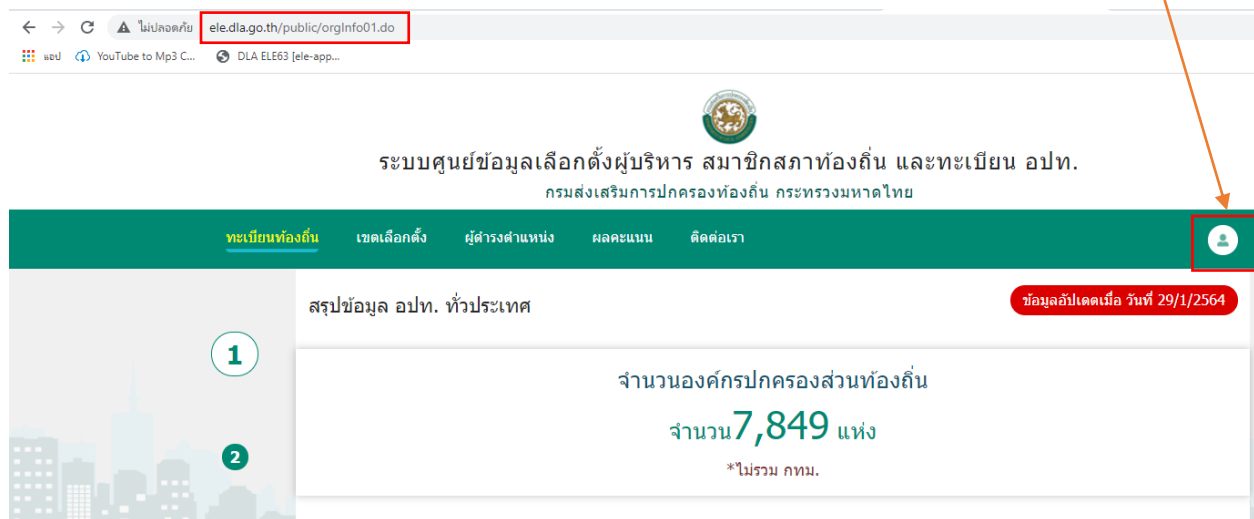 ไม่ปลอดภัย ele.dla.go.th/public/orgInfo01.do
แอป YouTube to Mp3 C... DLA ELE63 [ele-app...
ระบบศูนย์ข้อมูลเลือกตั้งผู้บริหาร สมาชิกสภาท้องถิ่น และทะเบียน อปท.
กรมส่งเสริมการปกครองท้องถิ่น กระทรวงมหาดไทย
ทะเบียนท้องถิ่น เขตเลือกตั้ง ผู้ดำรงตำแหน่ง ผลคะแนน ติดต่อเรา
สรุปข้อมูล อปท. ทั่วประเทศ
ข้อมูลอัปเดตเมื่อ วันที่ 29/1/2564
1
จำนวนองค์กรปกครองส่วนท้องถิ่น
จำนวน7,849 แห่ง
2
*ไม่รวม กทม.